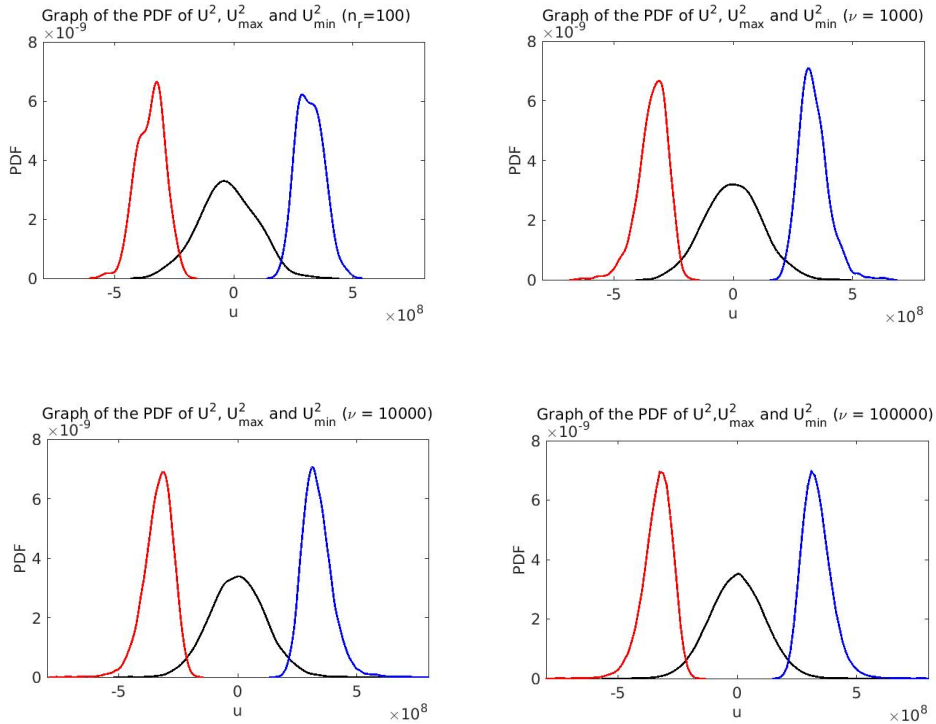 Graph of the PDF of U², U²max and U²min (nr=100)
×10⁻⁹
8
6
4
2
0
PDF
-5 0 5
×10⁸
u
Graph of the PDF of U², U²max and U²min (ν = 1000)
×10⁻⁹
8
6
4
2
0
PDF
-5 0 5
×10⁸
u
Graph of the PDF of U², U²max and U²min (ν = 10000)
×10⁻⁹
8
6
4
2
0
PDF
-5 0 5
×10⁸
u
Graph of the PDF of U²,U²max and U²min (ν = 100000)
×10⁻⁹
8
6
4
2
0
PDF
-5 0 5
×10⁸
u